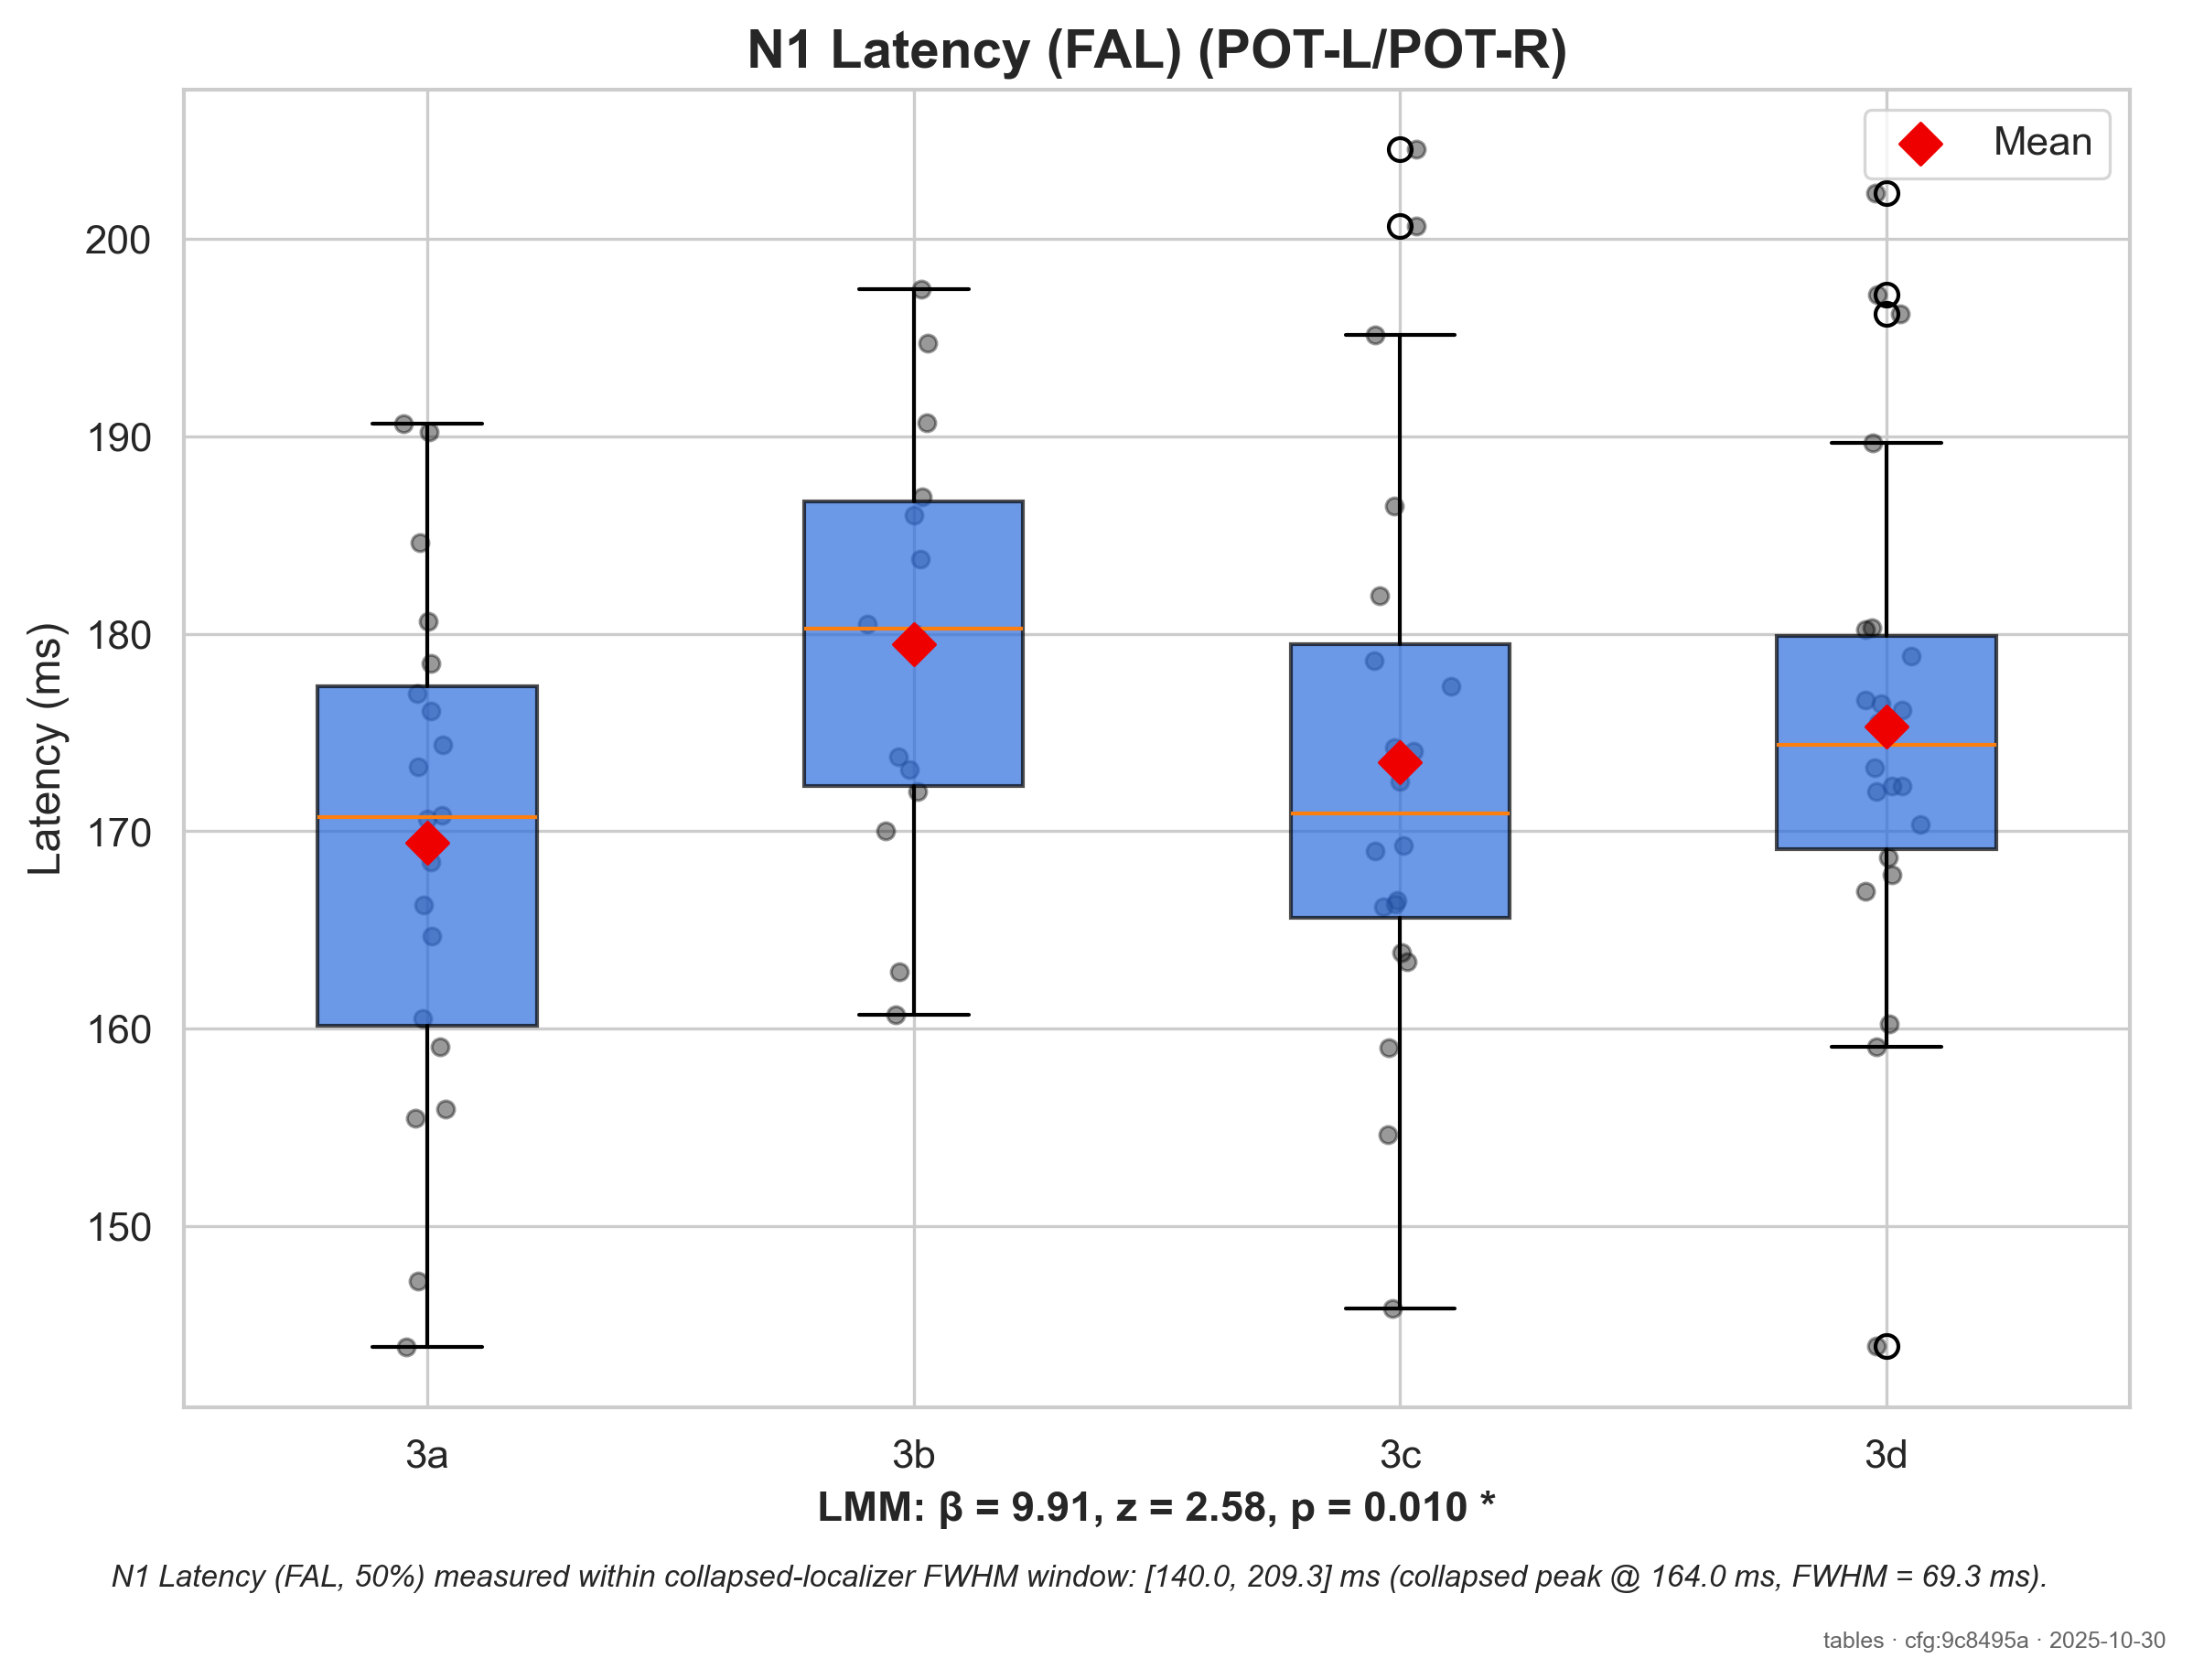 N1 Latency (FAL) (POT-L/POT-R)
Mean
Latency (ms)
200
190
180
170
160
150
3a 3b 3c 3d
LMM: β = 9.91, z = 2.58, p = 0.010 *
N1 Latency (FAL, 50%) measured within collapsed-localizer FWHM window: [140.0, 209.3] ms (collapsed peak @ 164.0 ms, FWHM = 69.3 ms).
tables · cfg:9c8495a · 2025-10-30